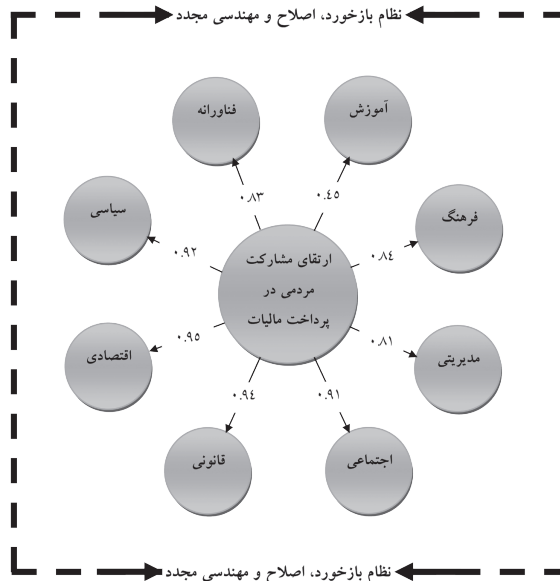 نظام بازخورد، اصلاح و مهندسی مجدد
آموزش
فناورانه
۰.٤٥
۰.۸۳
فرهنگ
سیاسی
۰.۸٤
۰.۹۲
ارتقای مشارکت
مردمی در
پرداخت مالیات
مدیریتی
اقتصادی
۰.۸۱
۰.۹٥
۰.۹۱
۰.۹٤
اجتماعی
قانونی
نظام بازخورد، اصلاح و مهندسی مجدد